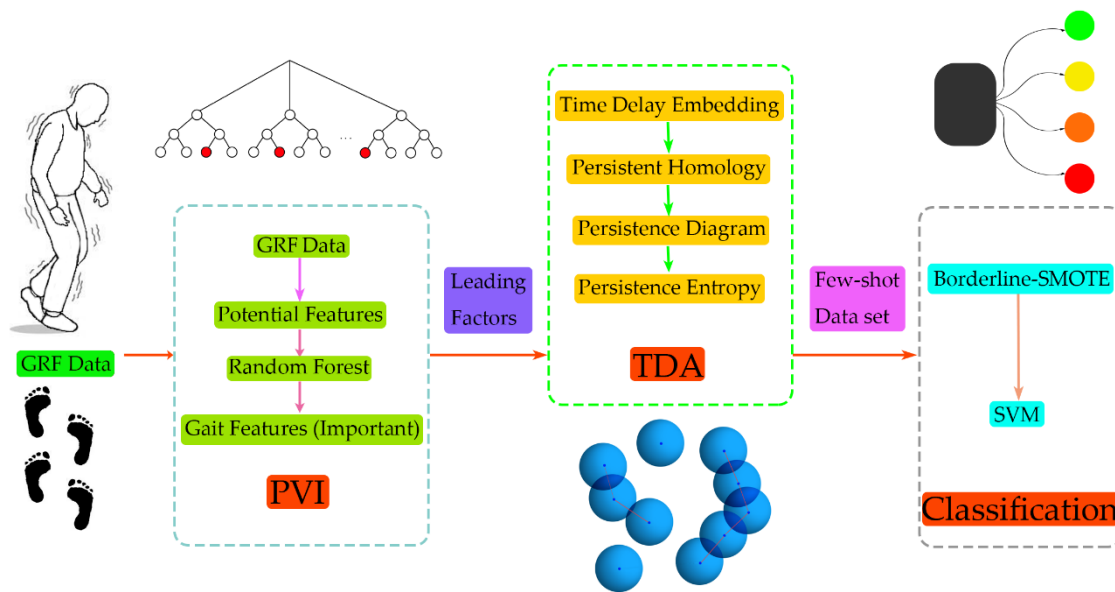 GRF Data
GRF Data
Potential Features
Random Forest
Gait Features (Important)
PVI
Leading
Factors
Time Delay Embedding
Persistent Homology
Persistence Diagram
Persistence Entropy
TDA
Few-shot
Data set
Borderline-SMOTE
SVM
Classification